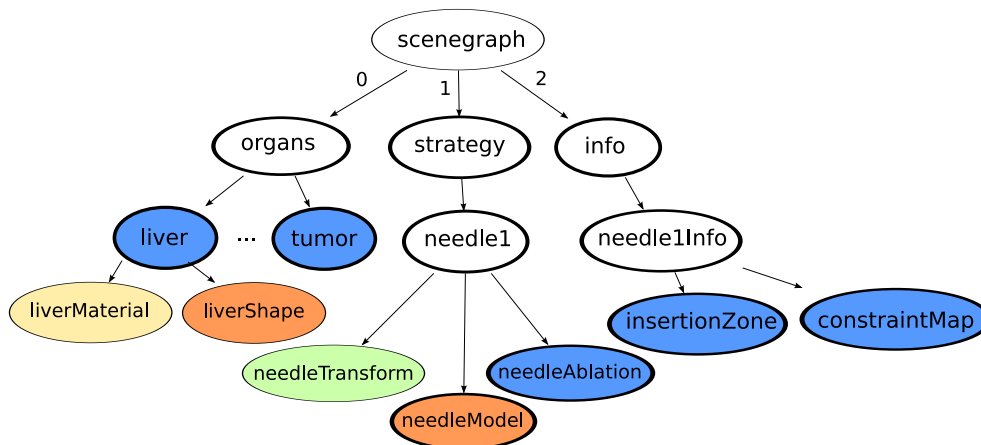 scenegraph
0
1
2
organs
strategy
info
liver
...
tumor
needle1
needle1Info
liverMaterial
liverShape
insertionZone
constraintMap
needleTransform
needleAblation
needleModel